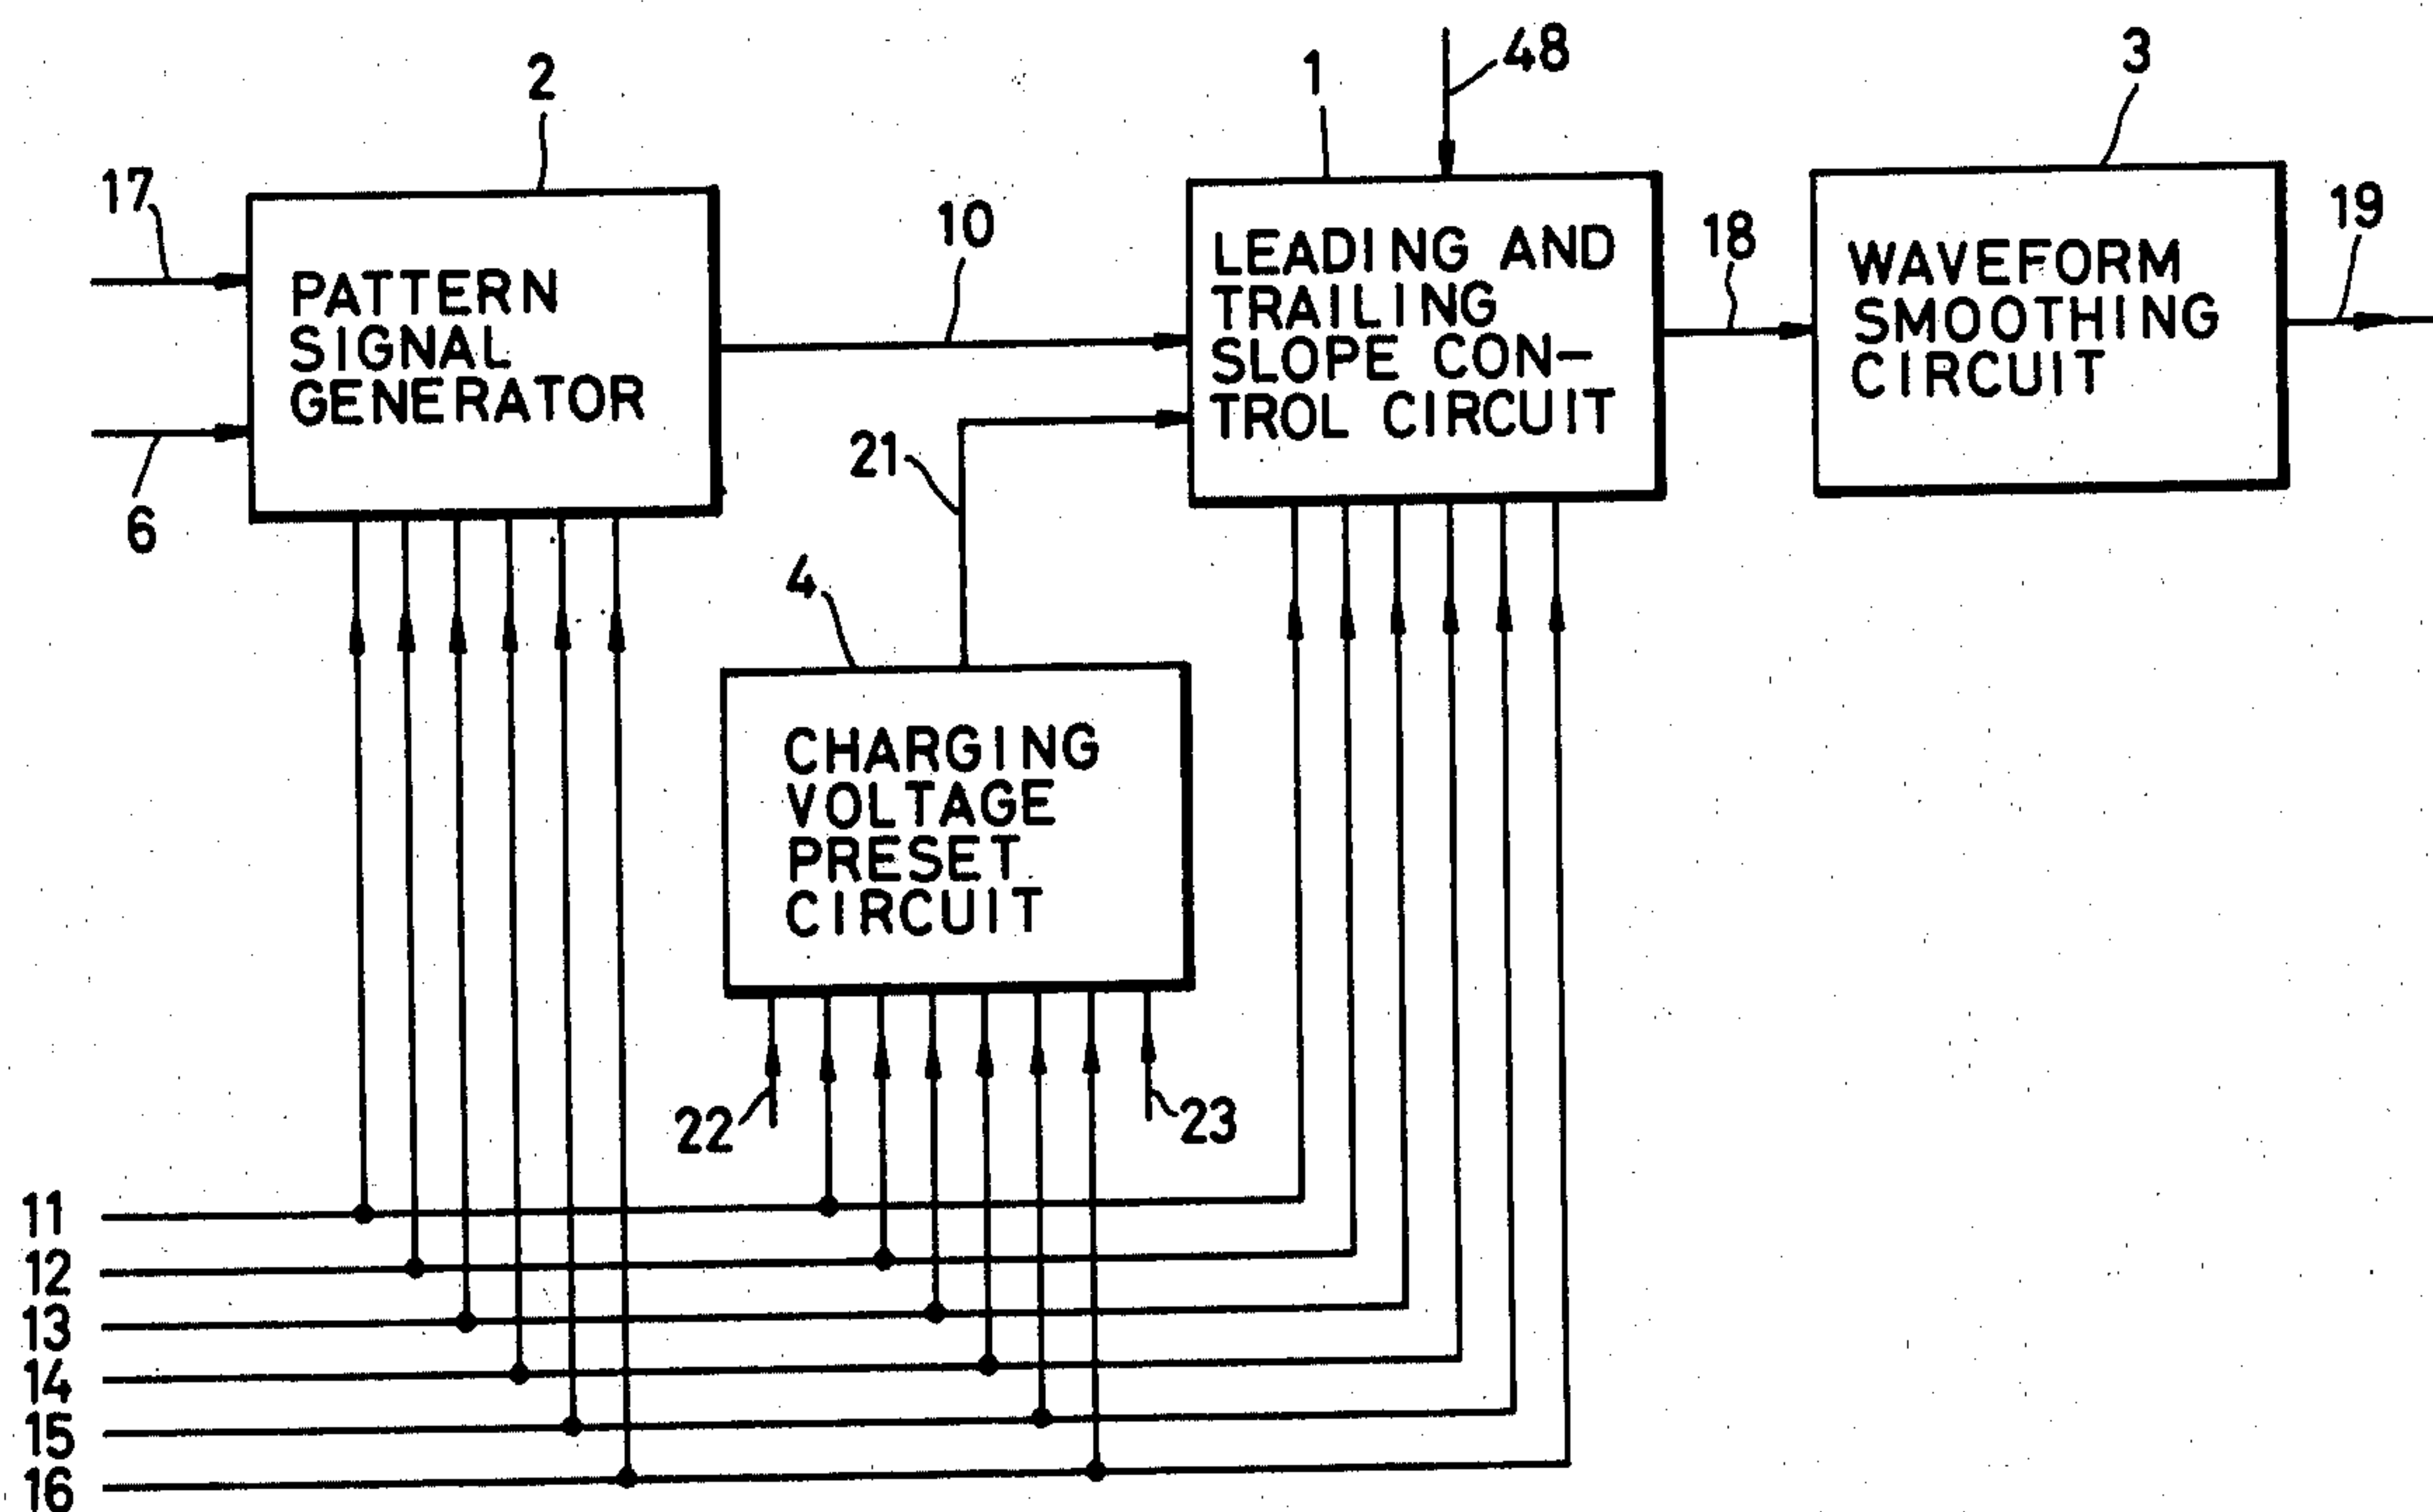 2
1
48
3
17
10
18
19
PATTERN
SIGNAL
GENERATOR
LEADING AND
TRAILING
SLOPE CON-
TROL CIRCUIT
WAVEFORM
SMOOTHING
CIRCUIT
6
21
4
CHARGING
VOLTAGE
PRESET
CIRCUIT
22
23
11
12
13
14
15
16